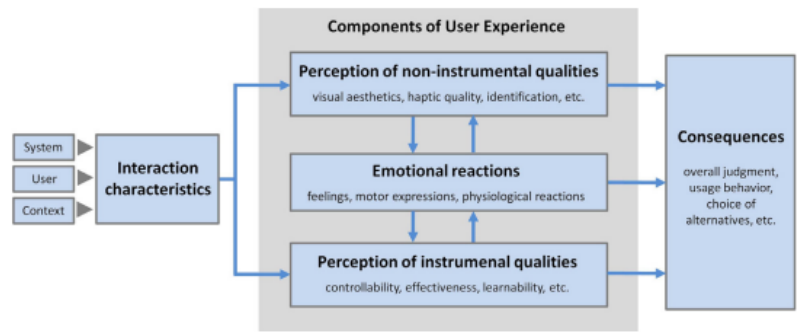 Components of User Experience
Perception of non-instrumental qualities
visual aesthetics, haptic quality, identification, etc.
System
User
Context
Interaction
characteristics
Emotional reactions
feelings, motor expressions, physiological reactions
Perception of instrumenal qualities
controllability, effectiveness, learnability, etc.
Consequences
overall judgment,
usage behavior,
choice of
alternatives, etc.